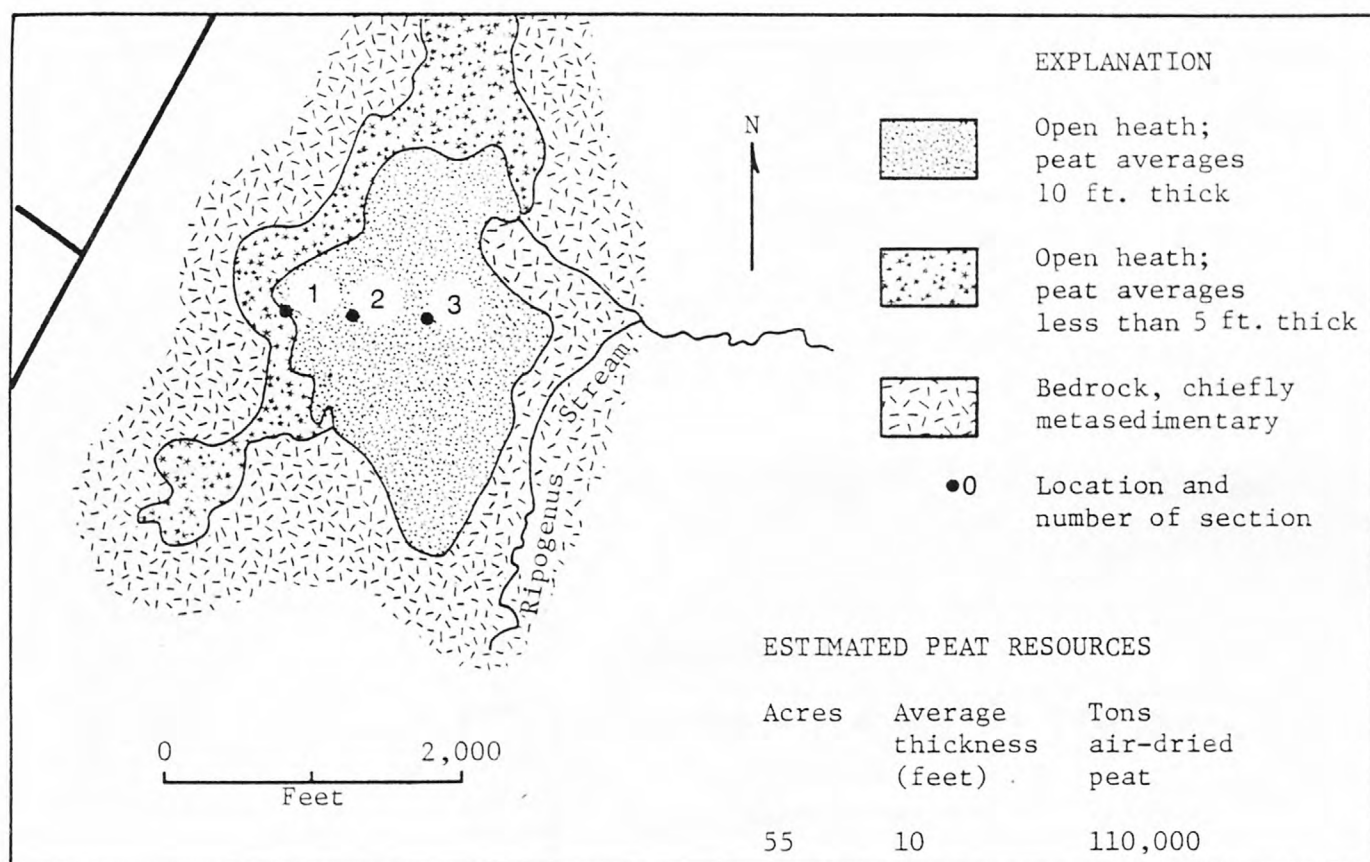 EXPLANATION
Open heath;
peat averages
10 ft. thick
Open heath;
peat averages
less than 5 ft. thick
Bedrock, chiefly
metasedimentary
●0 Location and
number of section
N
1 2 3
Ripogenus Stream
0 2,000
Feet
ESTIMATED PEAT RESOURCES
Acres Average Tons
thickness air-dried
(feet) peat
55 10 110,000